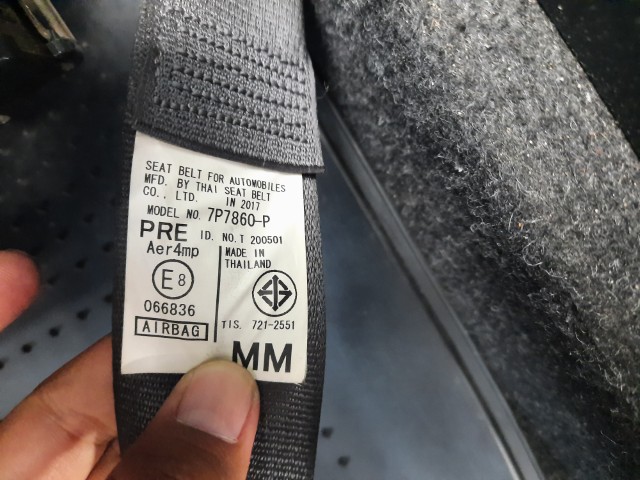 SEAT BELT FOR AUTOMOBILES
MFD. BY THAI SEAT BELT
CO., LTD. IN 2017
MODEL NO. 7P7860-P
PRE ID. NO. T 200501
Aer4mp
MADE IN
THAILAND
E8
066836
AIRBAG
TIS. 721-2551
MM